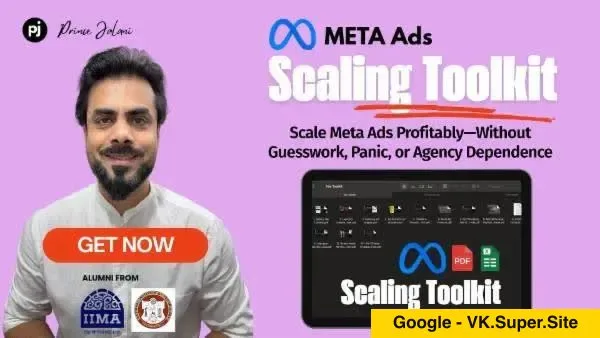 pj
Prince Jalani
META Ads
Scaling Toolkit
Scale Meta Ads Profitably—Without
Guesswork, Panic, or Agency Dependence
GET NOW
ALUMNI FROM
IIMA
PDF
Scaling Toolkit
Google - VK.Super.Site